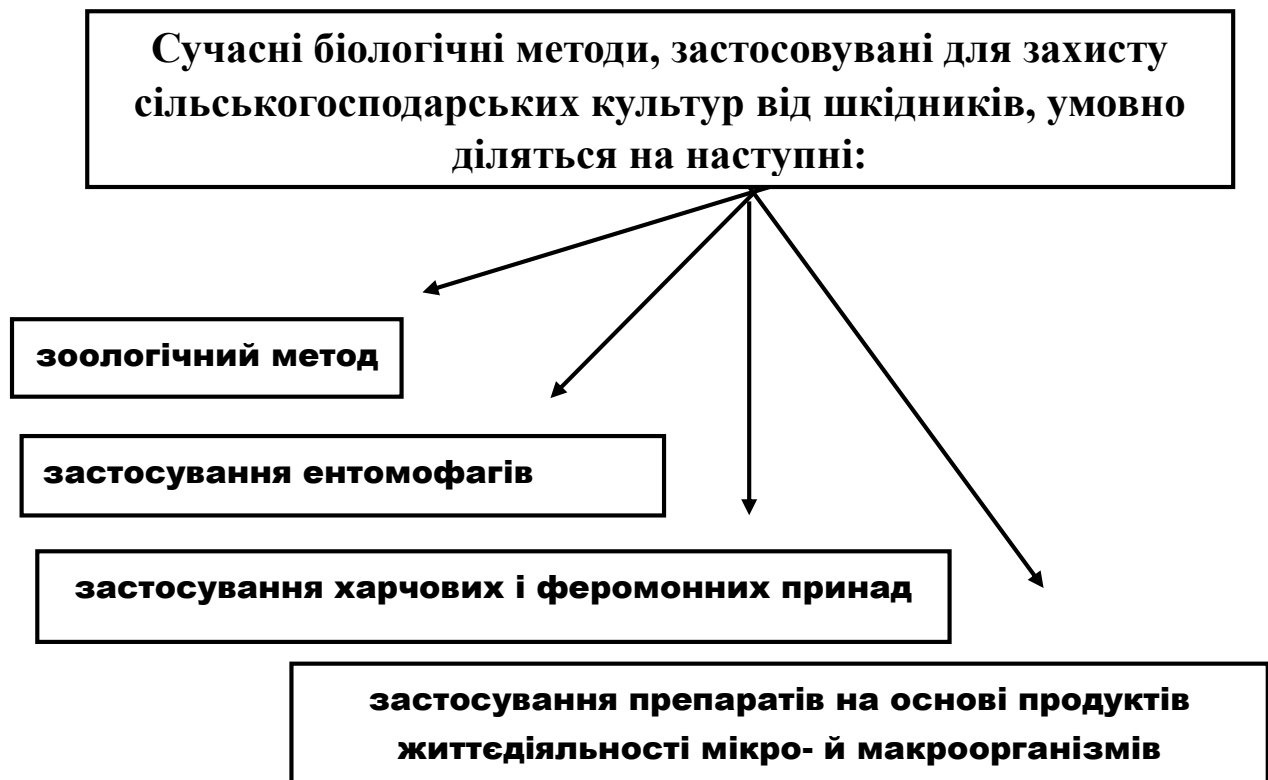 Сучасні біологічні методи, застосовувані для захисту
сільськогосподарських культур від шкідників, умовно
діляться на наступні:
зоологічний метод
застосування ентомофагів
застосування харчових і феромонних принад
застосування препаратів на основі продуктів
життєдіяльності мікро- й макроорганізмів